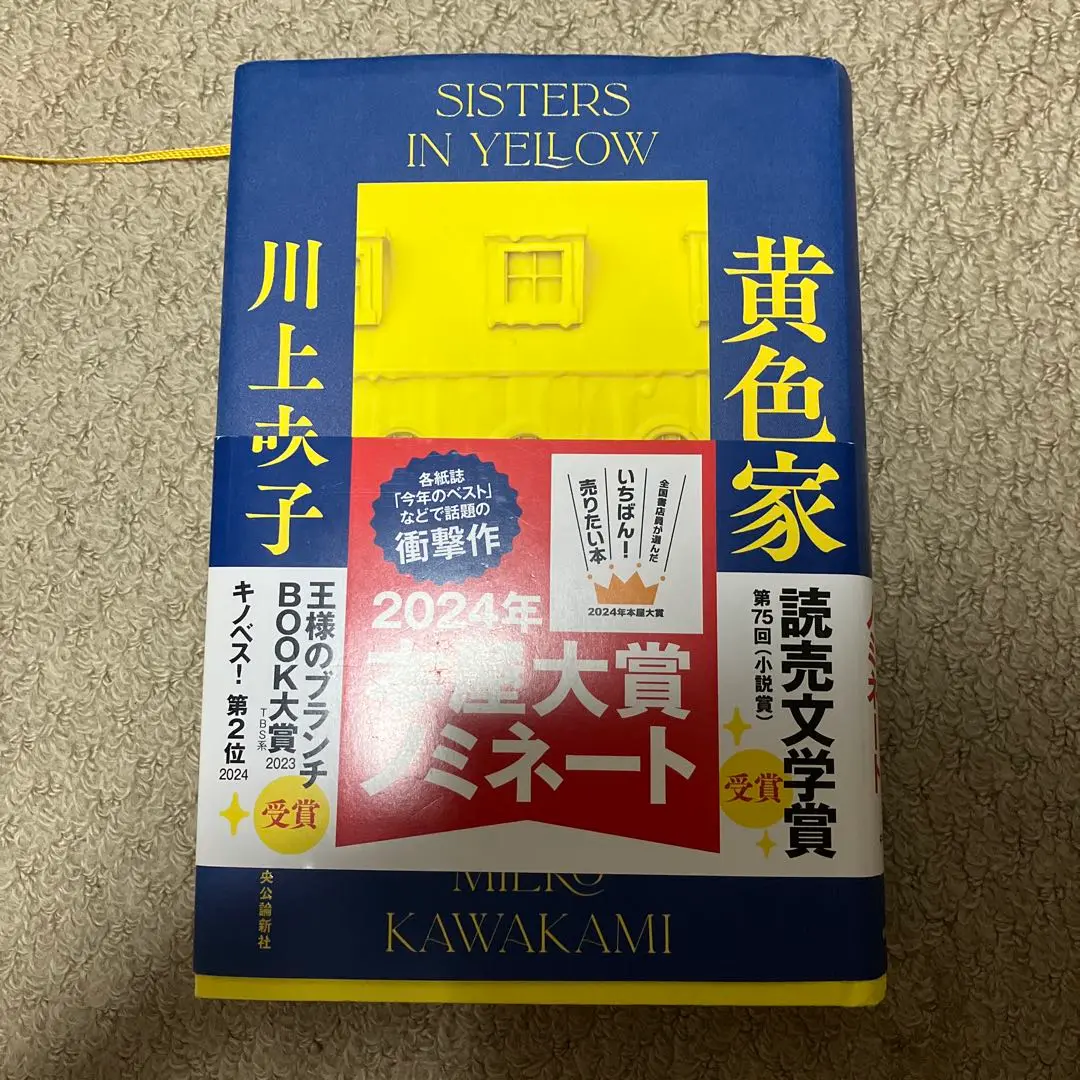 SISTERS
IN YELLOW
黄色家
川上未映子
各紙誌
「今年のベスト」
などで話題の
衝撃作
全国書店員が選んだ
いちばん!
売りたい本
2024年本屋大賞
2024年
本屋大賞
ノミネート
読売文学賞
第75回(小説賞)
受賞
王様のブランチ
BOOK大賞
TBS系
2023
キノベス! 第2位
2024
受賞
MIEKO
KAWAKAMI
央公論新社